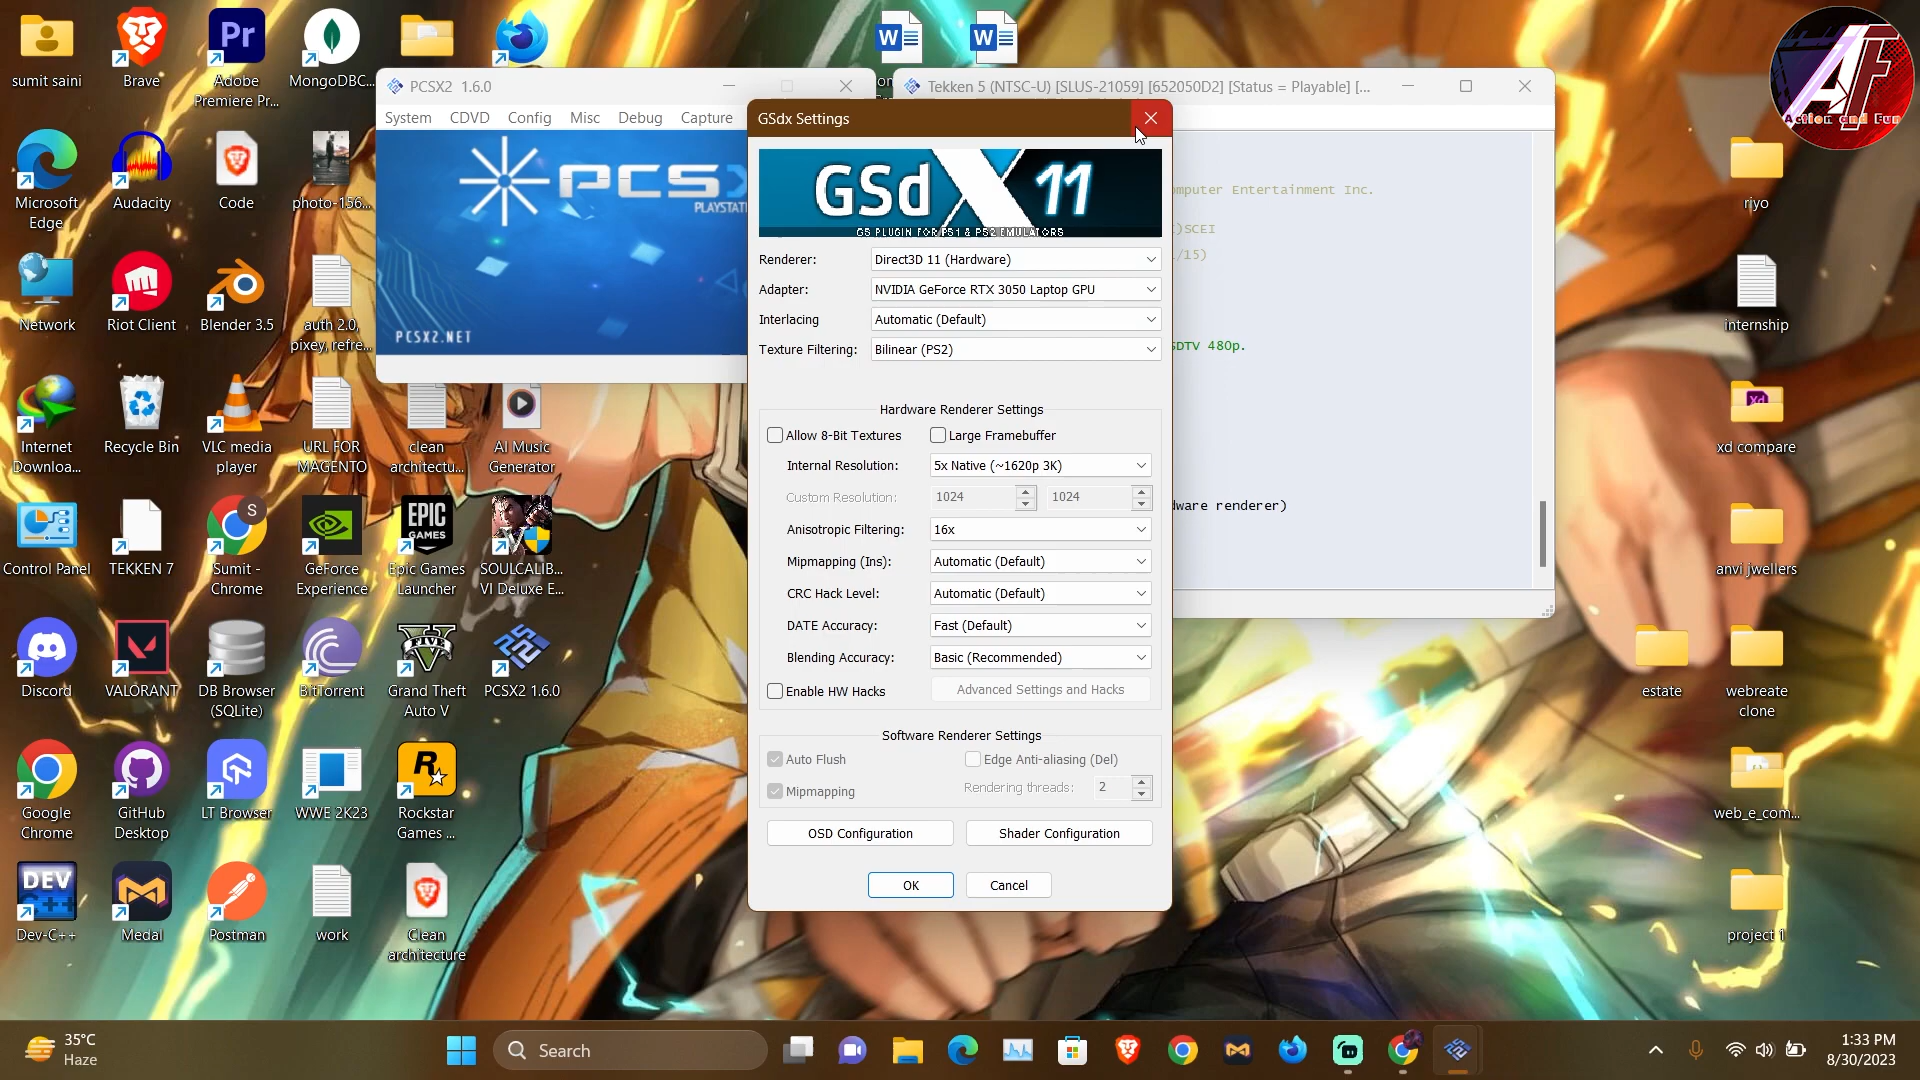 sumit saini
Brave
Adobe
Premiere Pr...
MongoDBC...
Microsoft
Edge
Audacity
Code
photo-156...
Network
Riot Client
Blender 3.5
auth 2.0,
pixey, refre...
Internet
Downloa...
Recycle Bin
VLC media
player
URL FOR
MAGENTO
clean
architectu...
AI Music
Generator
Control Panel
TEKKEN 7
Sumit -
Chrome
GeForce
Experience
Epic Games
Launcher
SOULCALIB...
VI Deluxe E...
Discord
VALORANT
DB Browser
(SQLite)
BitTorrent
Grand Theft
Auto V
PCSX2 1.6.0
Google
Chrome
GitHub
Desktop
LT Browser
WWE 2K23
Rockstar
Games ...
Dev-C++
Medal
Postman
work
Clean
architecture
PCSX2 1.6.0
System CDVD Config Misc Debug Capture
PCSX2.NET
Tekken 5 (NTSC-U) [SLUS-21059] [652050D2] [Status = Playable] [...
omputer Entertainment Inc.
)SCEI
/15)
SDTV 480p.
dware renderer)
GSdx Settings
GSdX 11
GS PLUGIN FOR PS1 & PS2 EMULATORS
Renderer: Direct3D 11 (Hardware)
Adapter: NVIDIA GeForce RTX 3050 Laptop GPU
Interlacing Automatic (Default)
Texture Filtering: Bilinear (PS2)
Hardware Renderer Settings
Allow 8-Bit Textures Large Framebuffer
Internal Resolution: 5x Native (~1620p 3K)
Custom Resolution: 1024 1024
Anisotropic Filtering: 16x
Mipmapping (Ins): Automatic (Default)
CRC Hack Level: Automatic (Default)
DATE Accuracy: Fast (Default)
Blending Accuracy: Basic (Recommended)
Enable HW Hacks Advanced Settings and Hacks
Software Renderer Settings
Auto Flush Edge Anti-aliasing (Del)
Mipmapping Rendering threads: 2
OSD Configuration Shader Configuration
OK Cancel
AF
Action and Fun
riyo
internship
xd compare
anvi jwellers
estate
webreate
clone
web_e_com...
project 1
35°C
Haze
Search
1:33 PM
8/30/2023